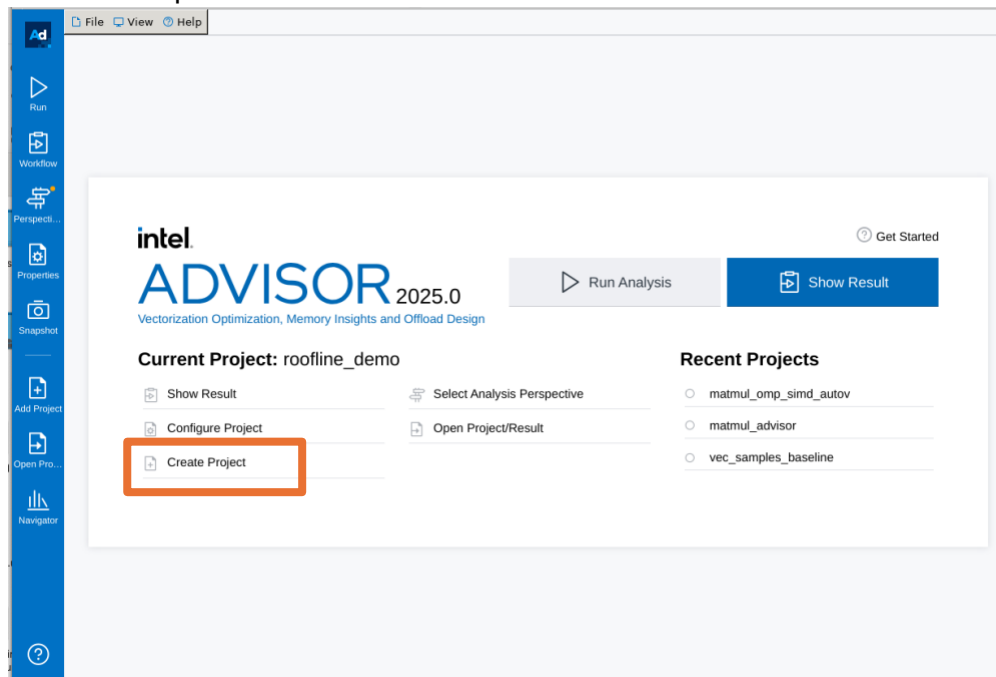 Ad
File View Help
Run
Workflow
Perspecti...
Properties
Snapshot
Add Project
Open Pro...
Navigator
intel.
Get Started
ADVISOR 2025.0
Run Analysis
Show Result
Vectorization Optimization, Memory Insights and Offload Design
Current Project: roofline_demo
Show Result
Select Analysis Perspective
Configure Project
Open Project/Result
Create Project
Recent Projects
matmul_omp_simd_autov
matmul_advisor
vec_samples_baseline